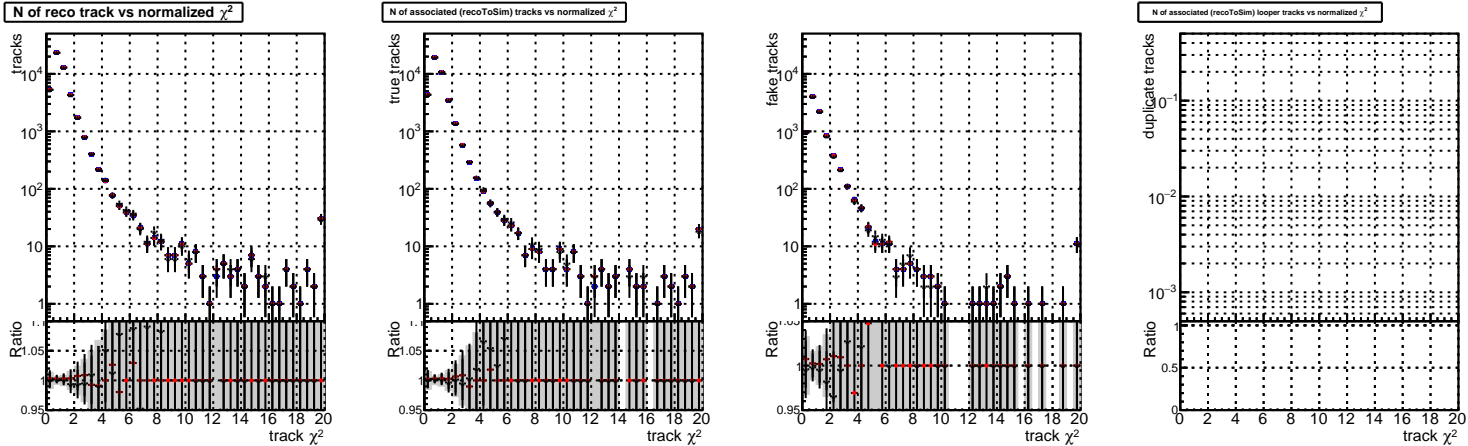 N of reco track vs normalized χ²
tracks
10⁴
10³
10²
10
1
Ratio
1.1
1.05
1
0.95
0 2 4 6 8 10 12 14 16 18 20
track χ²
N of associated (recoToSim) tracks vs normalized χ²
true tracks
10⁴
10³
10²
10
1
Ratio
1.1
1.05
1
0.95
0 2 4 6 8 10 12 14 16 18 20
track χ²
fake tracks
10⁴
10³
10²
10
1
Ratio
1
0.95
0 2 4 6 8 10 12 14 16 18 20
track χ²
N of associated (recoToSim) looper tracks vs normalized χ²
duplicate tracks
10⁻¹
10⁻²
10⁻³
Ratio
1
0.5
0
0 2 4 6 8 10 12 14 16 18 20
track χ²